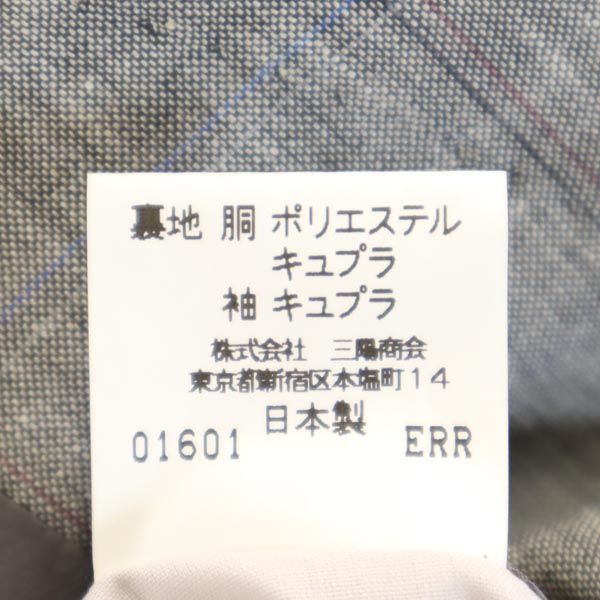 裏地 胴 ポリエステル
キュプラ
袖 キュプラ
株式会社 三陽商会
東京都新宿区本塩町14
日本製
01601 ERR